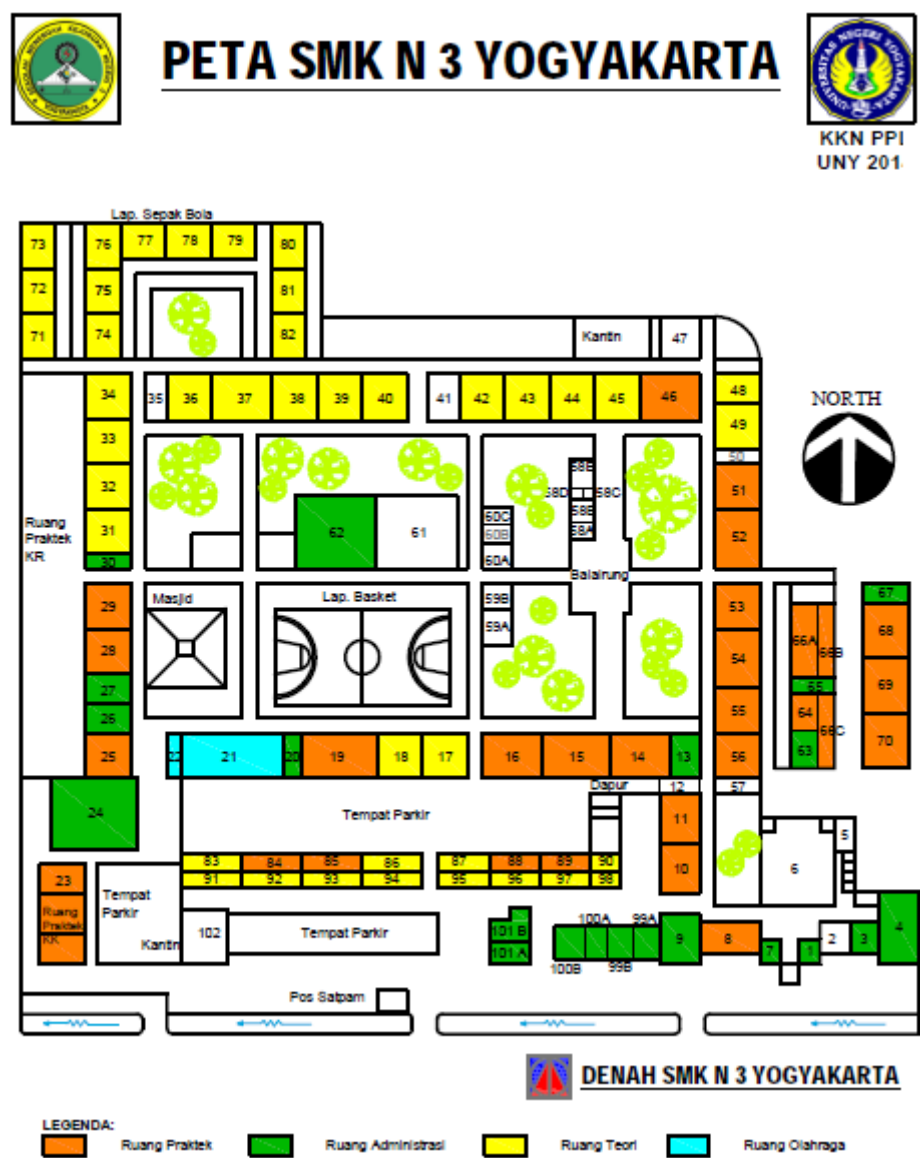 PETA SMK N 3 YOGYAKARTA
KKN PPI
UNY 201
Lap. Sepak Bola
73 76 77 78 79 80
72 75 81
71 74 82
Kantin 47
34 35 36 37 38 39 40 41 42 43 44 45 46 48
NORTH
33 49
50
32 58E 51
58D 58C
31 62 61 60C 58B
Ruang
Praktek
KR
60B 58A 52
30 60A
Balairung
29 Masjid Lap. Basket 59B 53 67
28 59A 54 66A 66B 68
27 65 69
26 55 64 66C
25 22 21 20 19 18 17 16 15 14 13 56 63 70
24 Dapur 12 57
Tempat Parkir 11 5
83 84 85 86 87 88 89 90 10 6
91 92 93 94 95 96 97 98
23
Ruang
Praktek
KK
Tempat
Parkir
Kantin 102 Tempat Parkir 101 B 100A 99A 9 8 2 3 4
101 A 7 1
100B 99B
Pos Satpam
DENAH SMK N 3 YOGYAKARTA
LEGENDA:
Ruang Praktek Ruang Administrasi Ruang Teori Ruang Olahraga